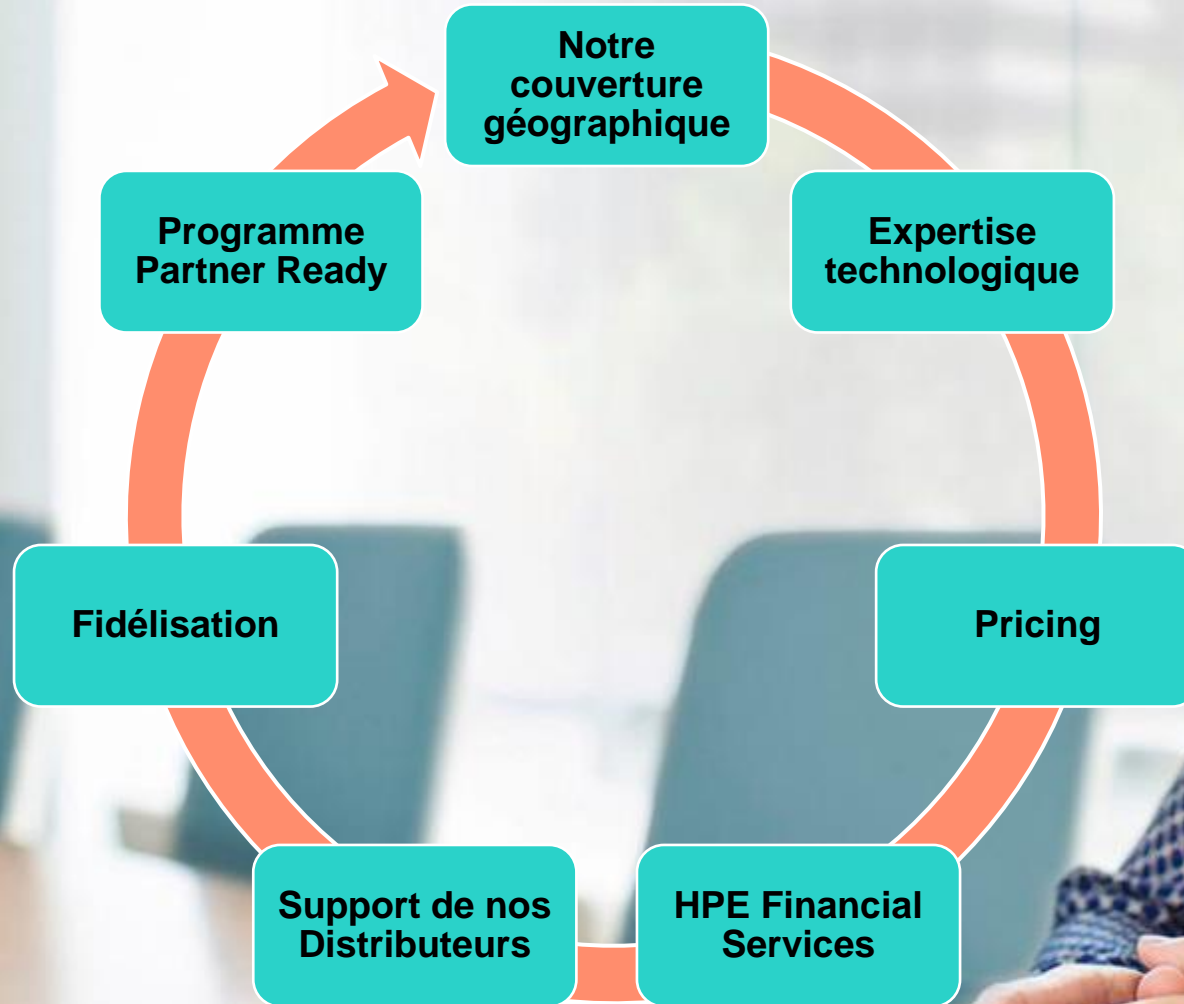 Notre
couverture
géographique
Expertise
technologique
Pricing
HPE Financial
Services
Support de nos
Distributeurs
Fidélisation
Programme
Partner Ready